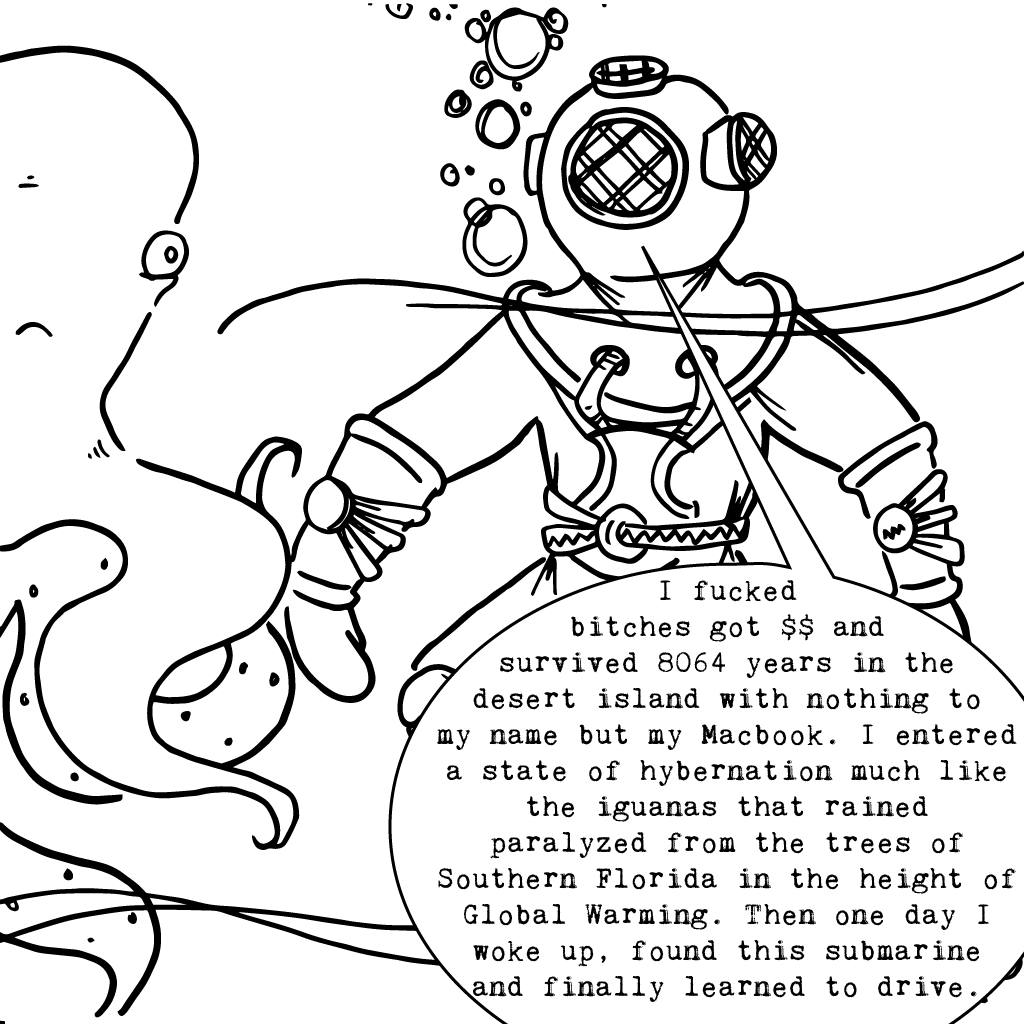 I fucked
bitches got $$ and
survived 8064 years in the
desert island with nothing to
my name but my Macbook. I entered
a state of hybernation much like
the iguanas that rained
paralyzed from the trees of
Southern Florida in the height of
Global Warming. Then one day I
woke up, found this submarine
and finally learned to drive.